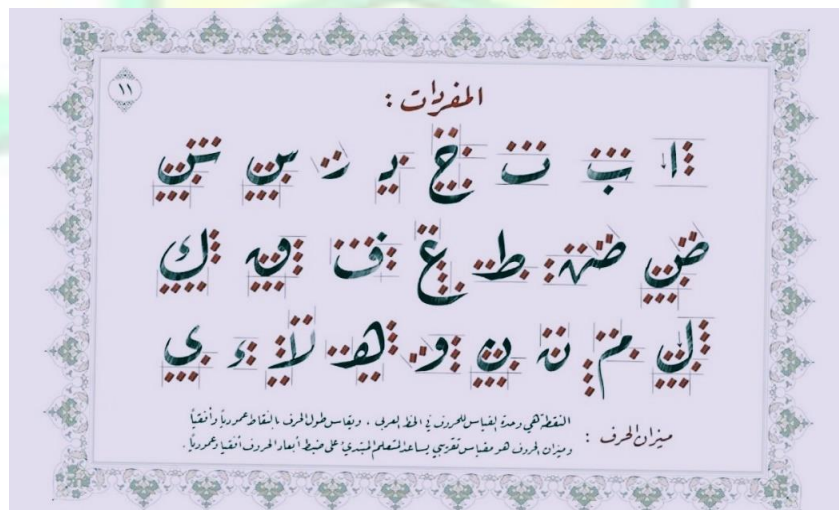 ١١
المفردات :
ا ب ت ج د ر س س
ض ض ط ع ف ق ك
ل م ن ن و ه لا ء ي
ميزان الحرف :
النقطة هي وحدة القياس للحروف في الخط العربي ، ويقاس طول الحرف بالنقاط عمودياً وأفقياً
وميزان الحروف هو مقياس تقريبي يساعد المتعلم المبتدئ على ضبط أبعاد الحروف أفقيا وعمودياً .